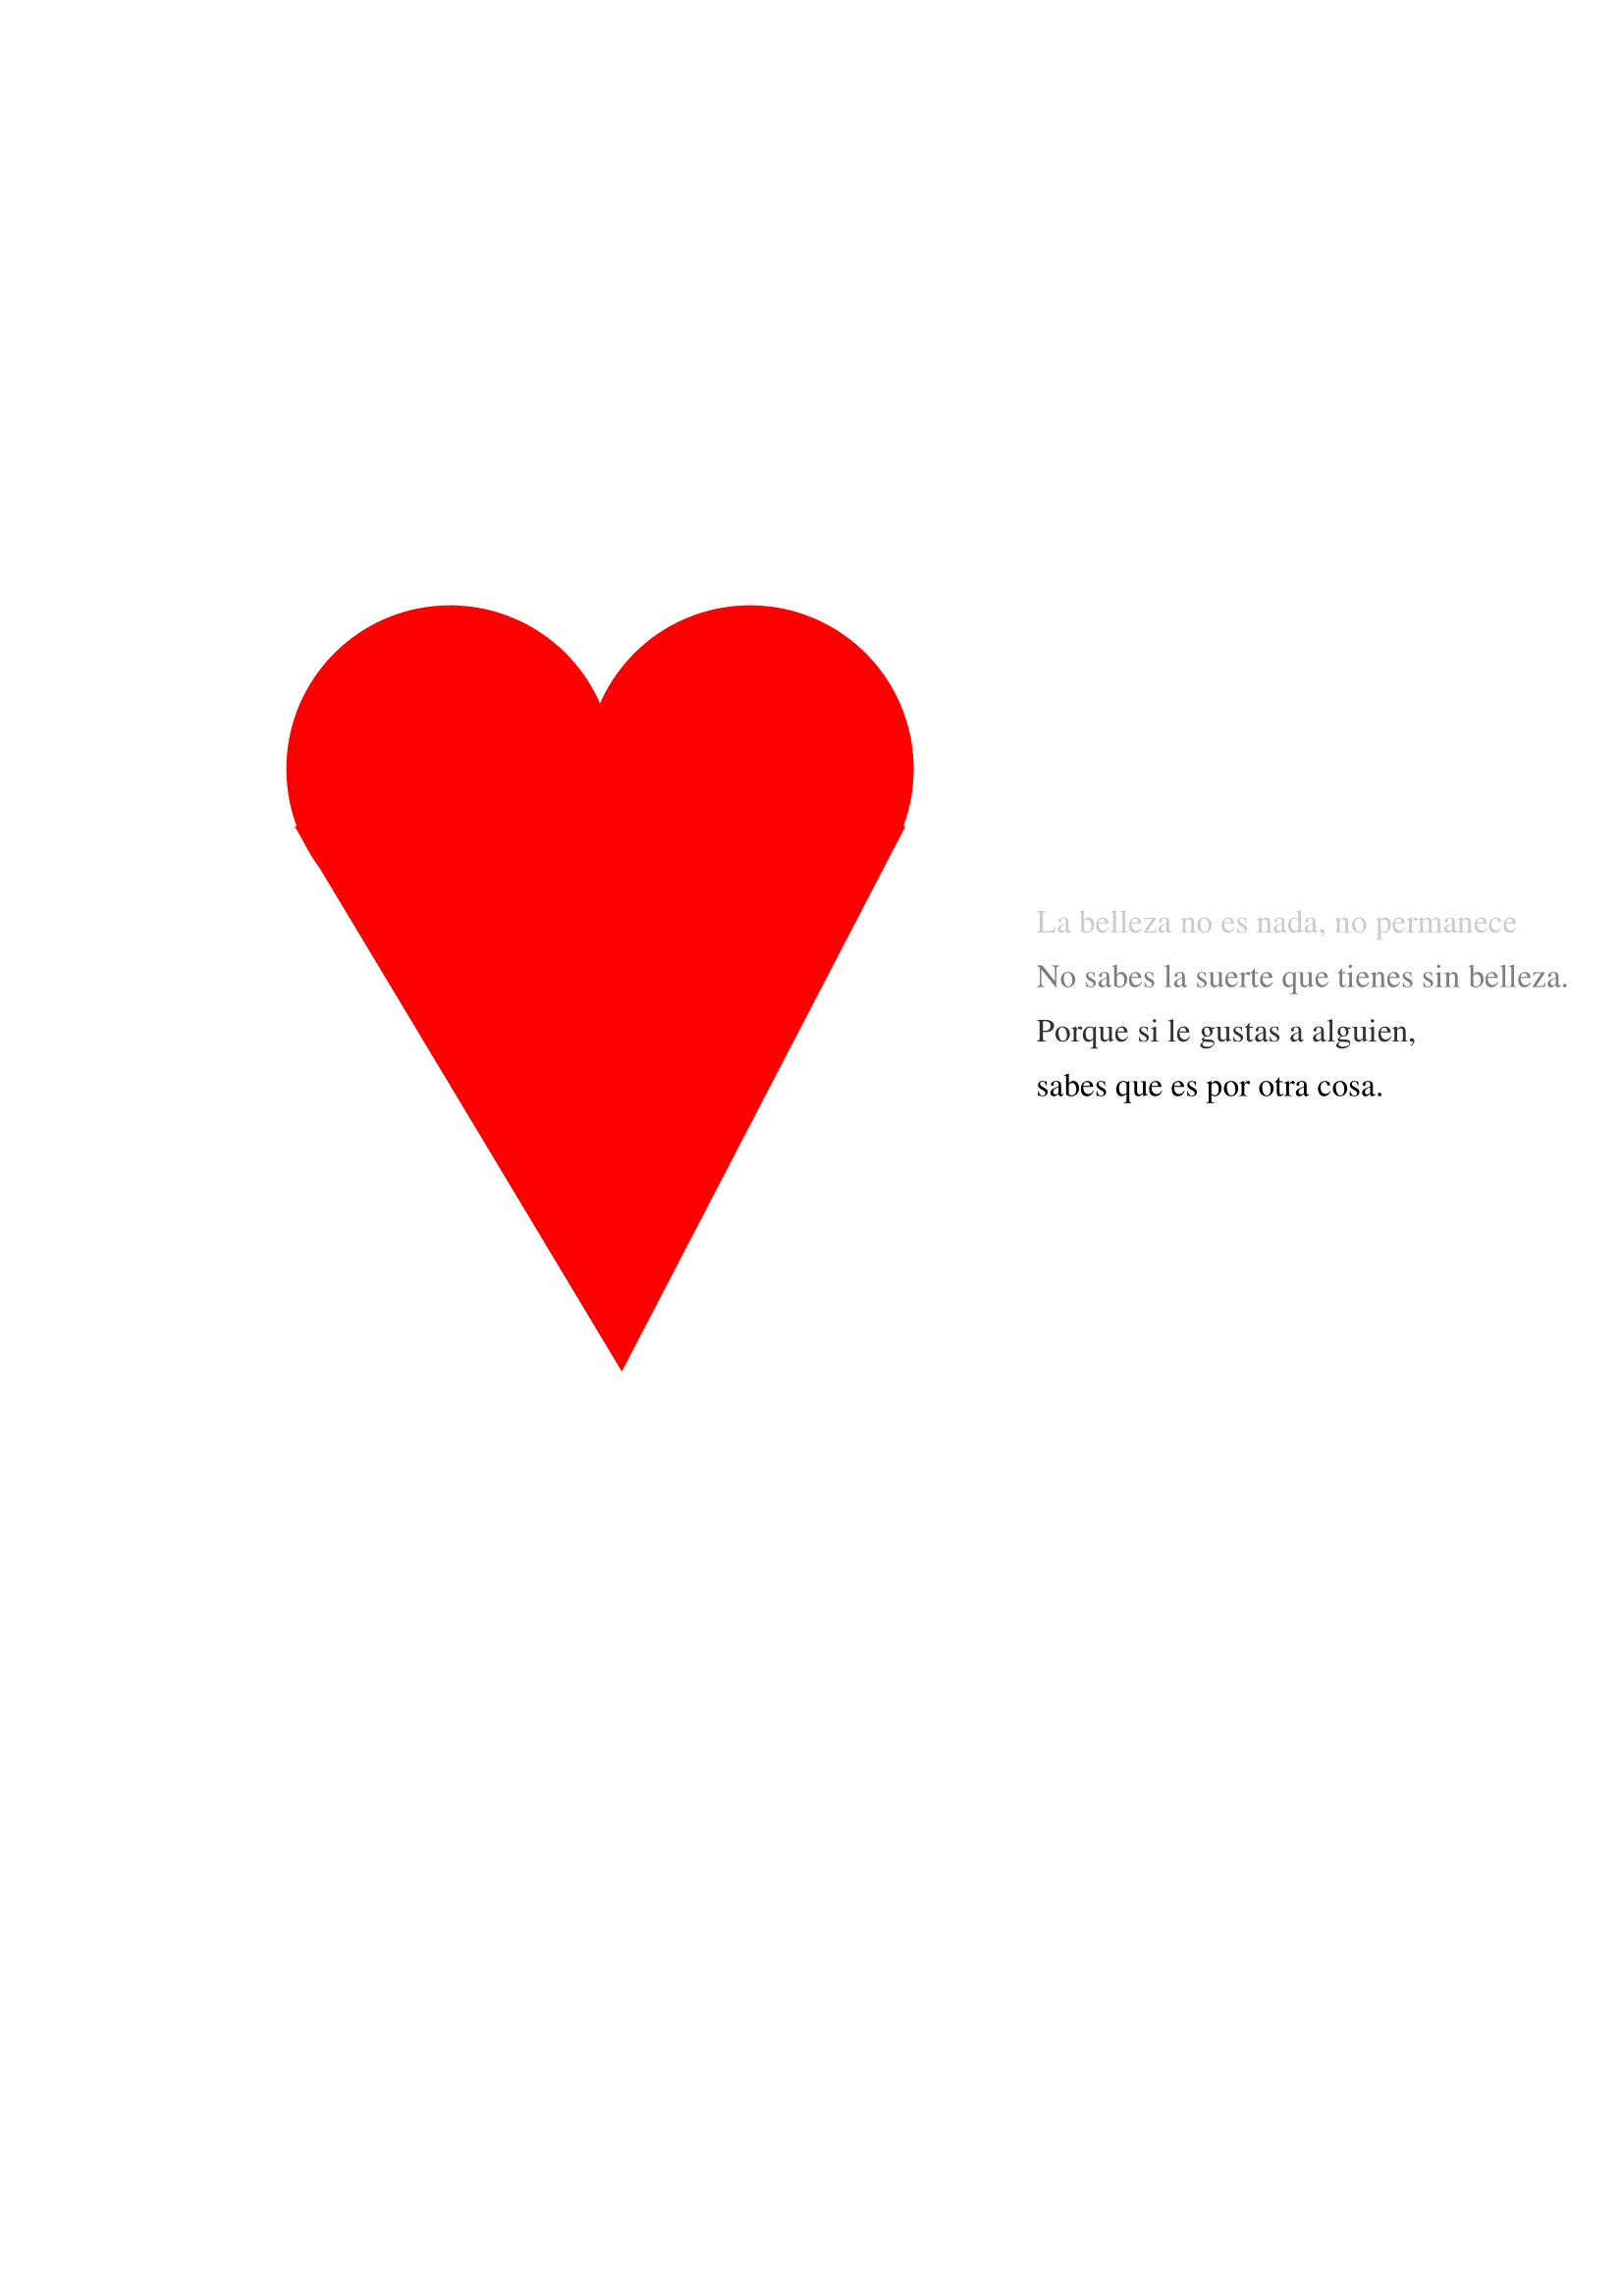 La belleza no es nada, no permanece
No sabes la suerte que tienes sin belleza.
Porque si le gustas a alguien,
sabes que es por otra cosa.